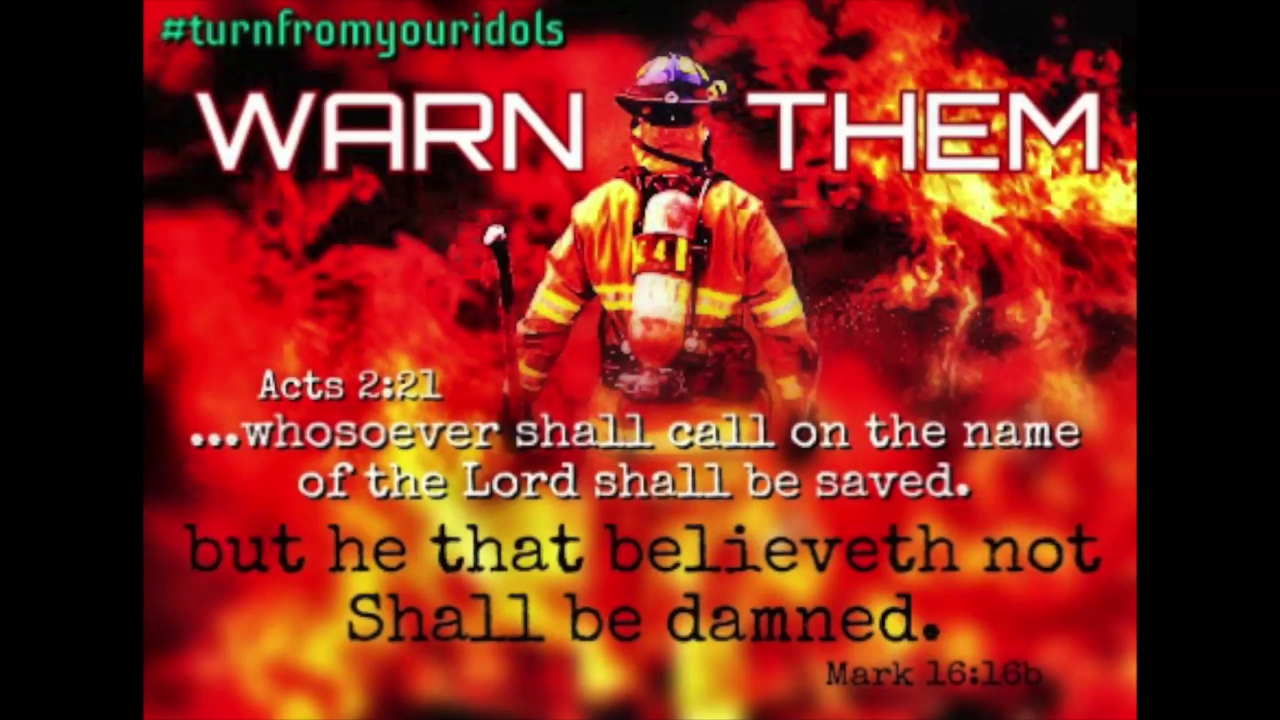 #turnfromyouridols
WARN THEM
Acts 2:21
...whosoever shall call on the name
of the Lord shall be saved.
but he that believeth not
Shall be damned.
Mark 16:16b